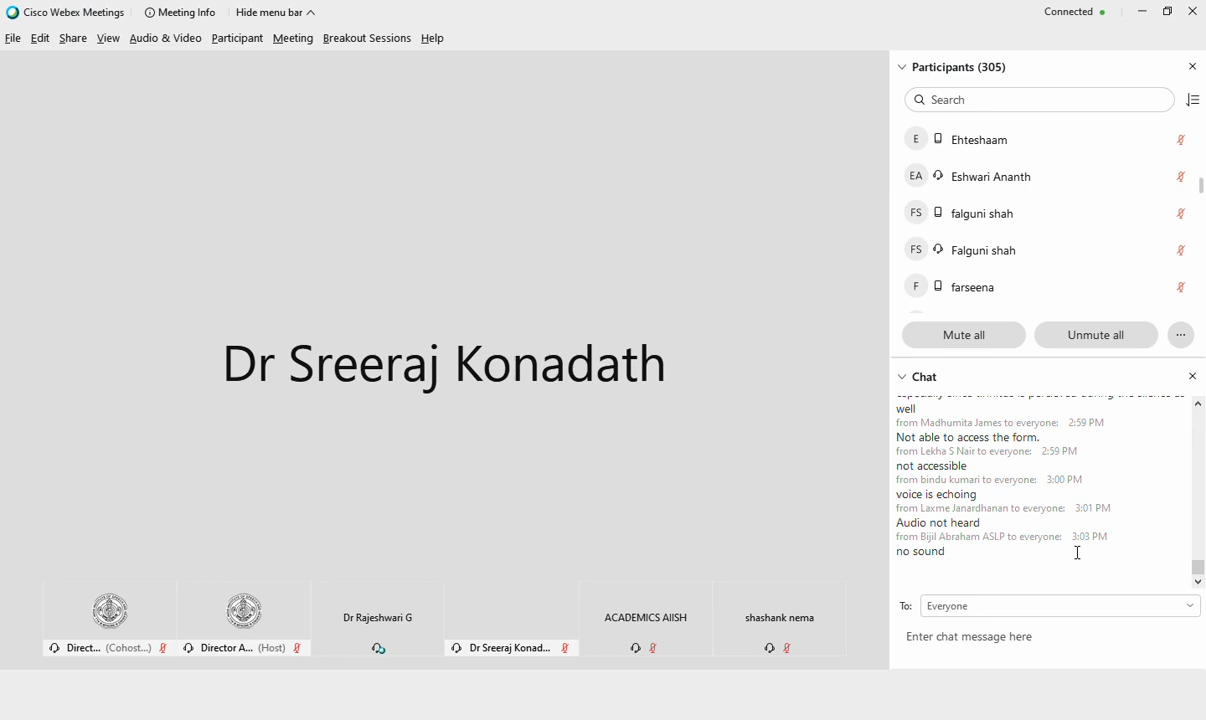 Cisco Webex Meetings
Meeting Info
Hide menu bar
Connected
File Edit Share View Audio & Video Participant Meeting Breakout Sessions Help
Participants (305)
Search
E Ehteshaam
EA Eshwari Ananth
FS falguni shah
FS Falguni shah
F farseena
Mute all
Unmute all
...
Chat
well
from Madhumita James to everyone: 2:59 PM
Not able to access the form.
from Lekha S Nair to everyone: 2:59 PM
not accessible
from bindu kumari to everyone: 3:00 PM
voice is echoing
from Laxme Janardhanan to everyone: 3:01 PM
Audio not heard
from Bijil Abraham ASLP to everyone: 3:03 PM
no sound
To: Everyone
Enter chat message here
Dr Sreeraj Konadath
Direct... (Cohost...)
Director A... (Host)
Dr Rajeshwari G
Dr Sreeraj Konad...
ACADEMICS AIISH
shashank nema